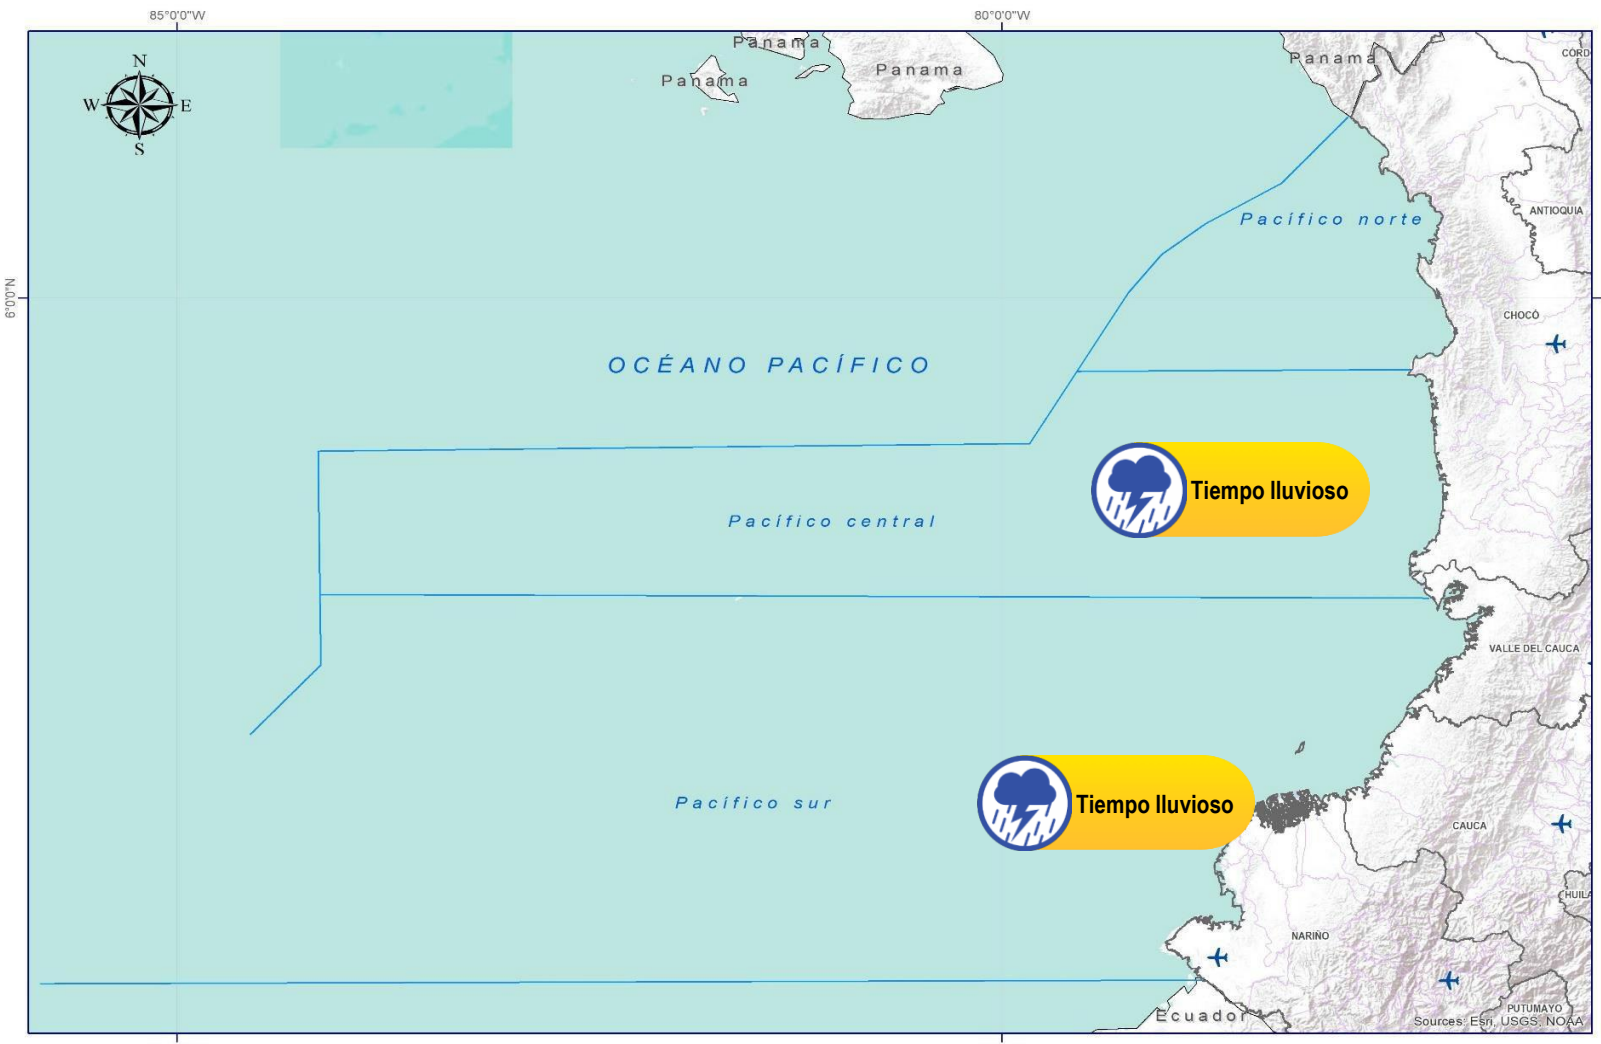 85°0'0"W
80°0'0"W
N
W
E
S
Panama
Panama
Panama
Panama
CÓRD
ANTIOQUIA
Pacífico norte
6°0'0"N
CHOCÓ
OCÉANO PACÍFICO
Tiempo lluvioso
Pacífico central
VALLE DEL CAUCA
Pacífico sur
Tiempo lluvioso
CAUCA
HUILA
NARIÑO
PUTUMAYO
Ecuador
Sources: Esri, USGS, NOAA